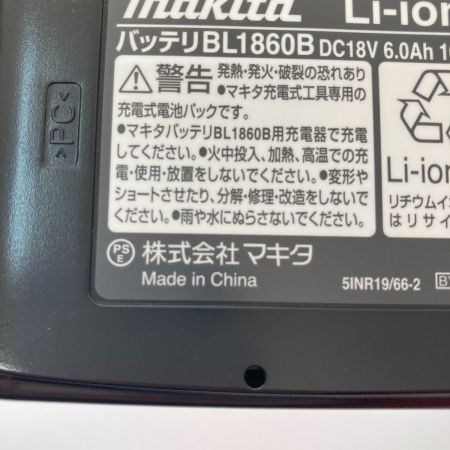 makita Li-ion
バッテリBL1860B DC18V 6.0Ah
警告 発熱・発火・破裂の恐れあり
●マキタ充電式工具専用の
充電式電池パックです。
●マキタバッテリBL1860B用充電器で充電
してください。●火中投入、加熱、高温での充
電・使用・放置をしないでください。●変形や
ショートさせたり、分解・修理・改造をしないで
ください。●雨や水にぬらさないでください。
Li-ion
リチウムイ
はリサイ
PSE 株式会社 マキタ
Made in China
5INR19/66-2
>PC<